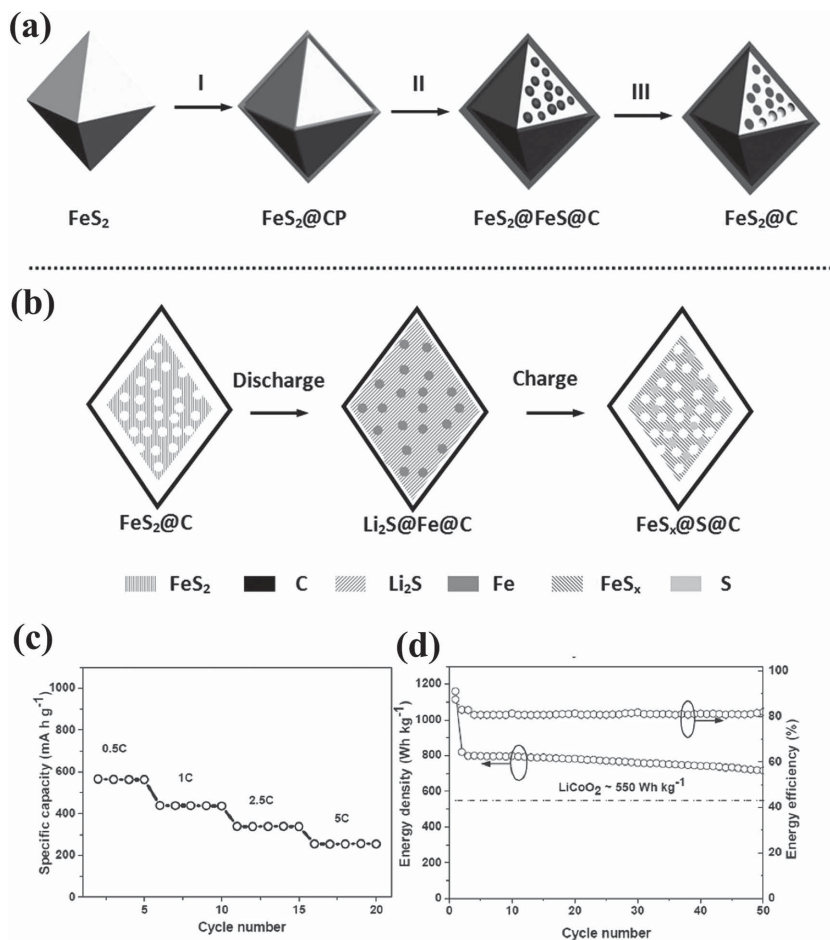 (a)
I
II
III
FeS₂
FeS₂@CP
FeS₂@FeS@C
FeS₂@C
(b)
Discharge
Charge
FeS₂@C
Li₂S@Fe@C
FeSₓ@S@C
FeS₂
C
Li₂S
Fe
FeSₓ
S
(c)
Specific capacity (mA h g⁻¹)
1000
800
600
400
200
0
0.5C
1C
2.5C
5C
5
10
15
20
Cycle number
(d)
Energy density (Wh kg⁻¹)
1200
1000
800
600
400
200
0
LiCoO₂ ~ 550 Wh kg⁻¹
100
80
60
40
20
0
Energy efficiency (%)
0
10
20
30
40
50
Cycle number